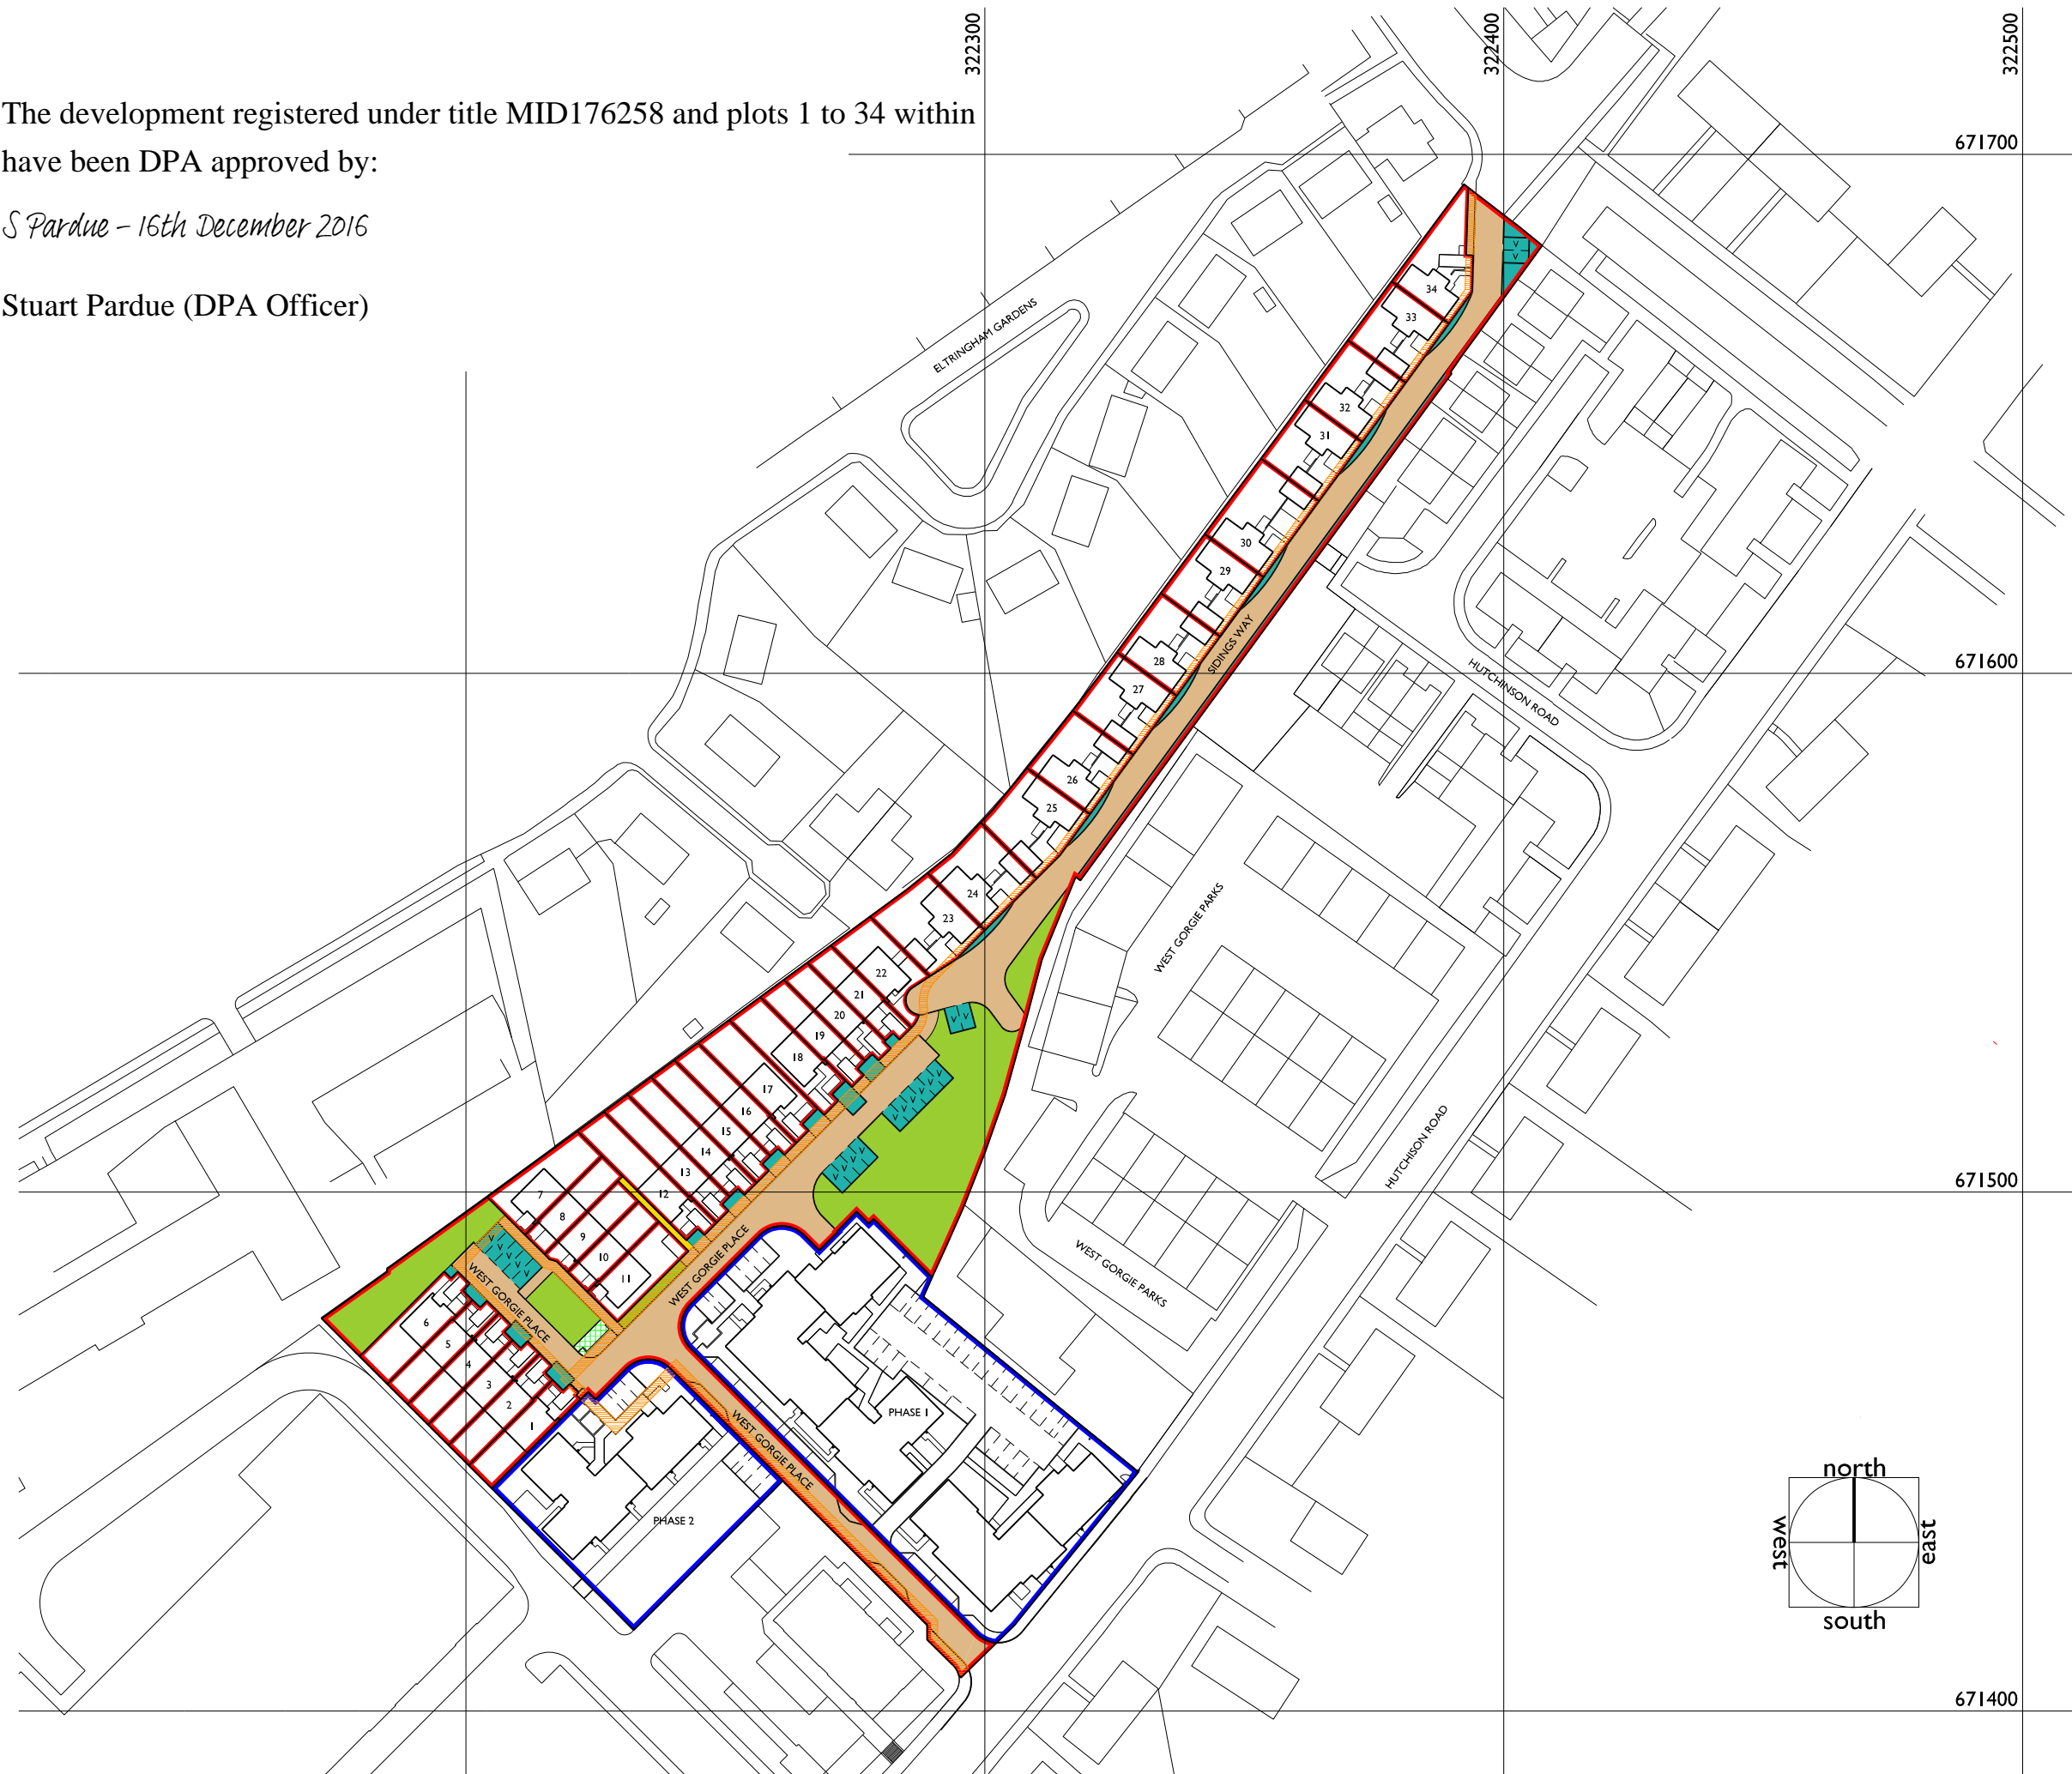 322300
322400
322500
The development registered under title MID176258 and plots 1 to 34 within
have been DPA approved by:
S Pardue - 16th December 2016
Stuart Pardue (DPA Officer)
671700
ELTRINGHAM GARDENS
34
33
32
31
30
29
SIDINGS WAY
28
27
671600
HUTCHINSON ROAD
26
25
24
23
WEST GORGIE PARKS
22
21
20
19
18
17
16
15
14
13
12
HUTCHISON ROAD
671500
7
8
9
10
11
WEST GORGIE PLACE
WEST GORGIE PARKS
WEST GORGIE PLACE
6
5
4
3
2
1
PHASE 1
WEST GORGIE PLACE
PHASE 2
north
west
east
south
671400